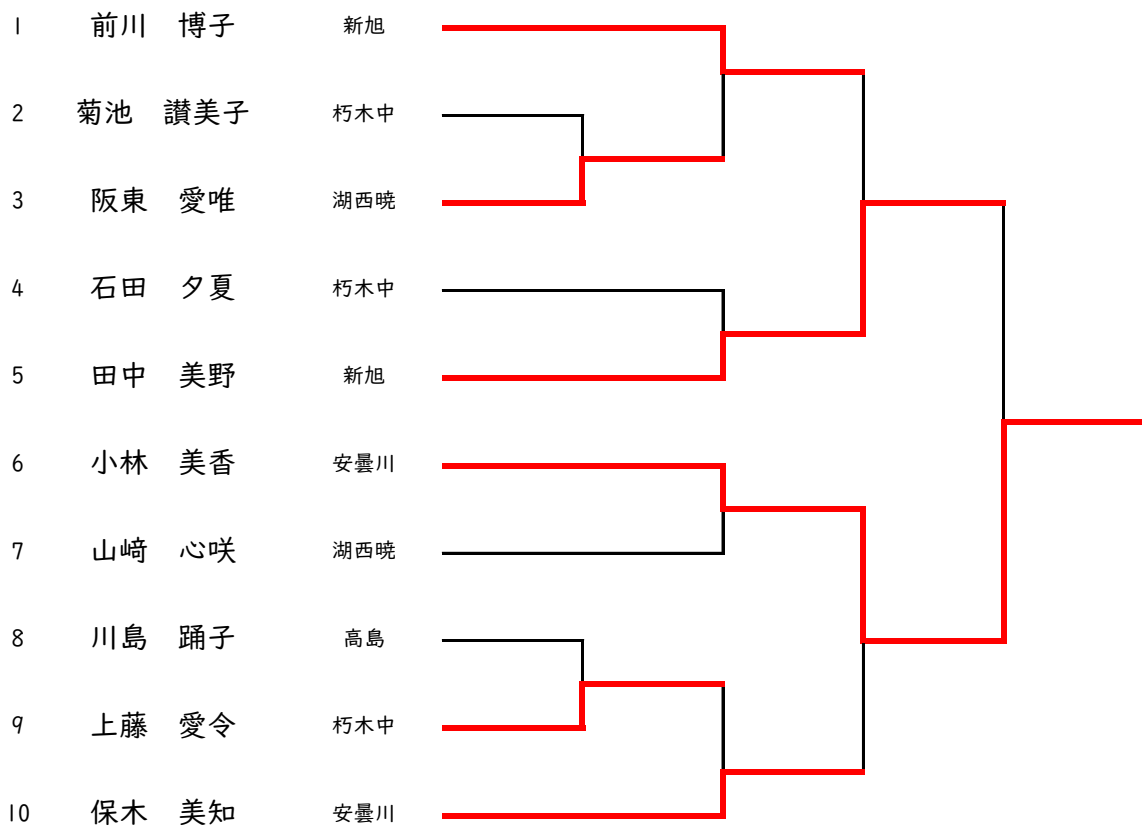 1 前川 博子 新旭
2 菊池 讃美子 朽木中
3 阪東 愛唯 湖西暁
4 石田 夕夏 朽木中
5 田中 美野 新旭
6 小林 美香 安曇川
7 山﨑 心咲 湖西暁
8 川島 踊子 高島
9 上藤 愛令 朽木中
10 保木 美知 安曇川